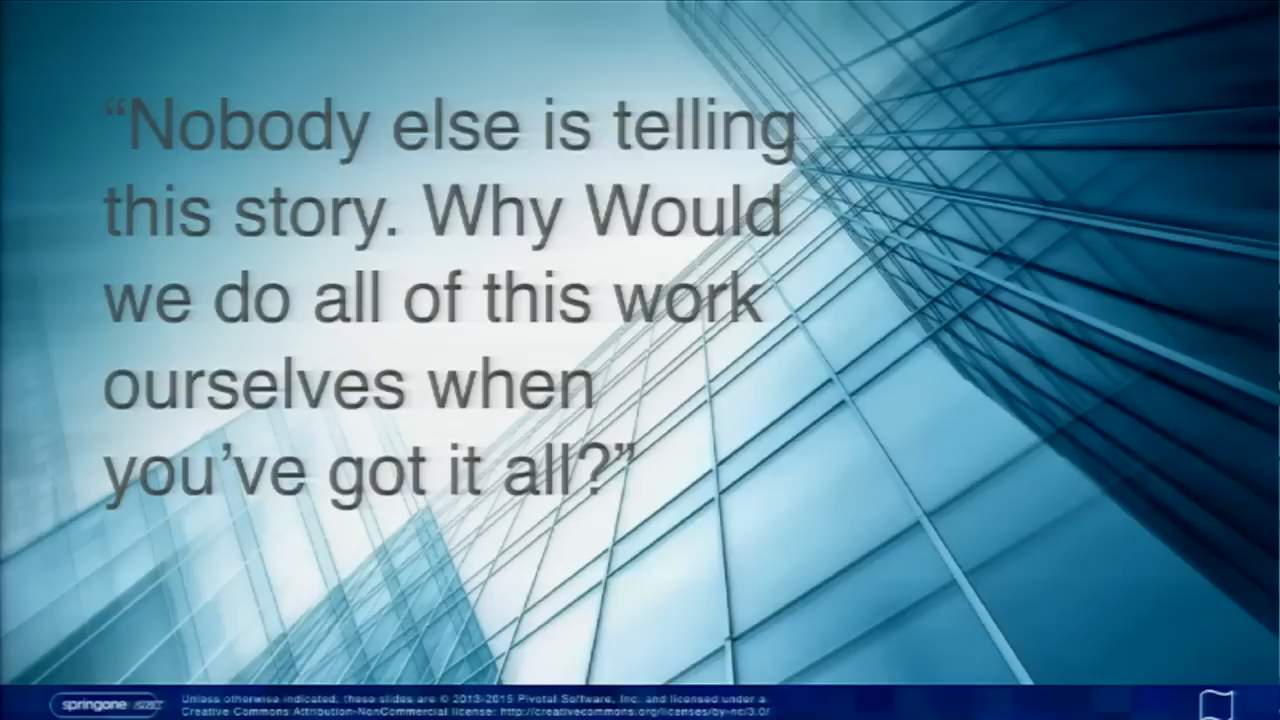 “Nobody else is telling
this story. Why Would
we do all of this work
ourselves when
you’ve got it all?”
springone
Unless otherwise indicated, these slides are © 2013-2015 Pivotal Software, Inc. and licensed under a
Creative Commons Attribution-NonCommercial license: http://creativecommons.org/licenses/by-nc/3.0/